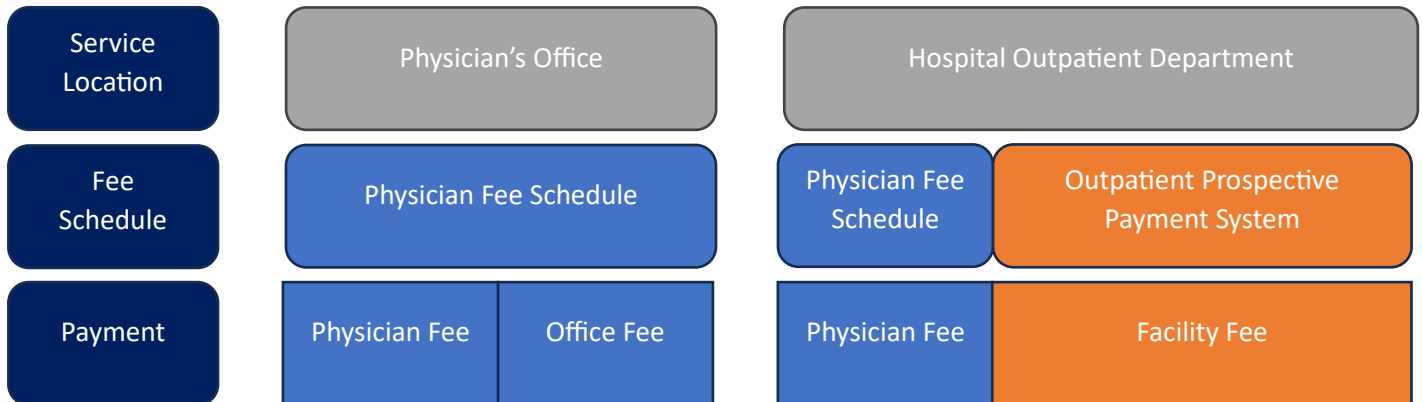 Service
Location
Physician’s Office
Hospital Outpatient Department
Fee
Schedule
Physician Fee Schedule
Physician Fee
Schedule
Outpatient Prospective
Payment System
Payment
Physician Fee
Office Fee
Physician Fee
Facility Fee